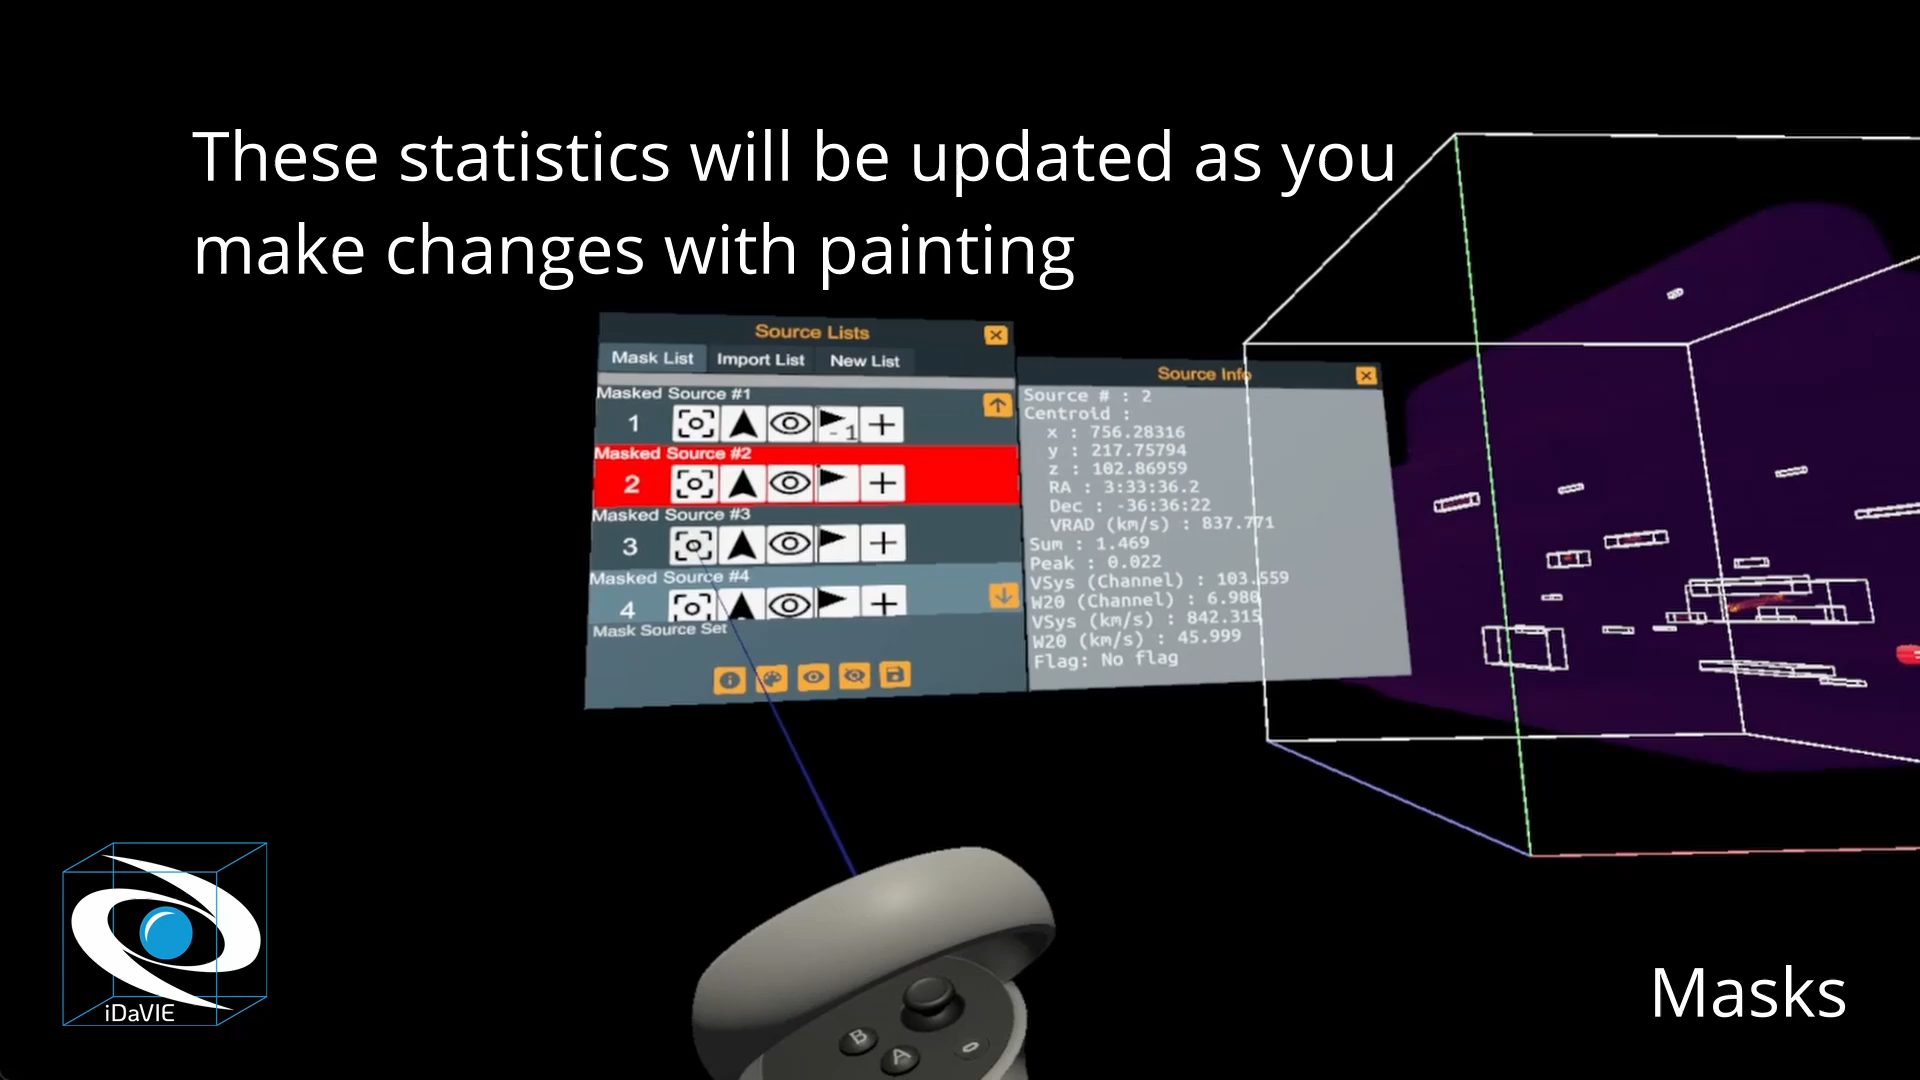 These statistics will be updated as you
make changes with painting
Source Lists
Mask List Import List New List
Masked Source #1
1 -1
Masked Source #2
2
Masked Source #3
3
Masked Source #4
4
Mask Source Set
Source Info
Source # : 2
Centroid :
x : 756.28316
y : 217.75794
z : 102.86959
RA : 3:33:36.2
Dec : -36:36:22
VRAD (km/s) : 837.771
Sum : 1.469
Peak : 0.022
VSys (Channel) : 103.559
W20 (Channel) : 6.980
VSys (km/s) : 842.315
W20 (km/s) : 45.999
Flag: No flag
B
A
iDaVIE
Masks